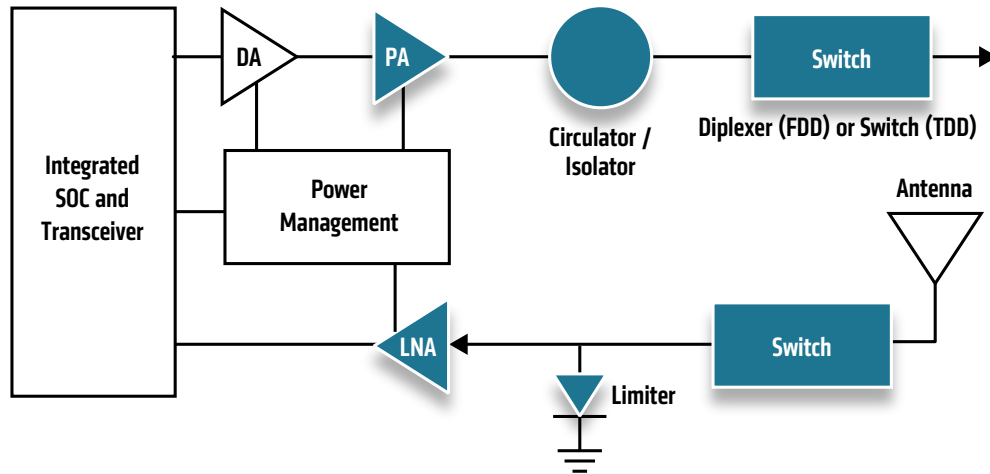 DA
PA
Switch
Circulator /
Isolator
Diplexer (FDD) or Switch (TDD)
Integrated
SOC and
Transceiver
Power
Management
Antenna
LNA
Switch
Limiter